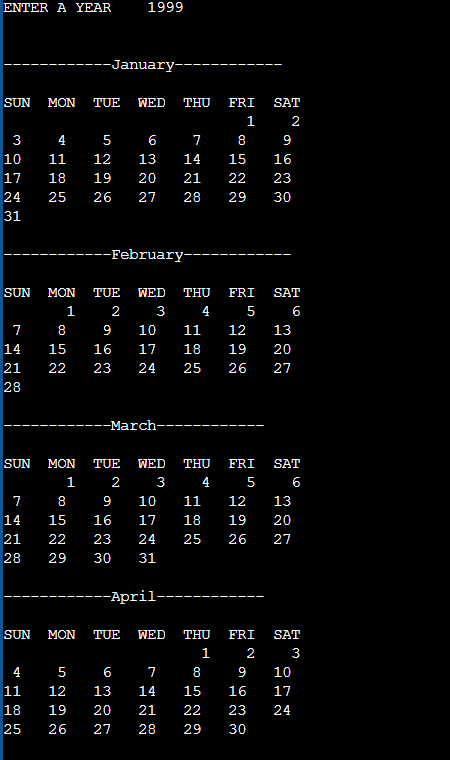 ENTER A YEAR    1999
------------January------------
SUN  MON  TUE  WED  THU  FRI  SAT
                           1    2
 3    4    5    6    7    8    9
10   11   12   13   14   15   16
17   18   19   20   21   22   23
24   25   26   27   28   29   30
31
------------February------------
SUN  MON  TUE  WED  THU  FRI  SAT
       1    2    3    4    5    6
 7    8    9   10   11   12   13
14   15   16   17   18   19   20
21   22   23   24   25   26   27
28
------------March------------
SUN  MON  TUE  WED  THU  FRI  SAT
       1    2    3    4    5    6
 7    8    9   10   11   12   13
14   15   16   17   18   19   20
21   22   23   24   25   26   27
28   29   30   31
------------April------------
SUN  MON  TUE  WED  THU  FRI  SAT
                      1    2    3
 4    5    6    7    8    9   10
11   12   13   14   15   16   17
18   19   20   21   22   23   24
25   26   27   28   29   30